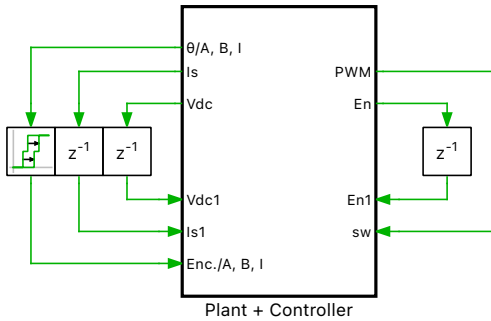 θ/A, B, I
Is
PWM
Vdc
En
z⁻¹
z⁻¹
z⁻¹
Vdc1
En1
Is1
sw
Enc./A, B, I
Plant + Controller